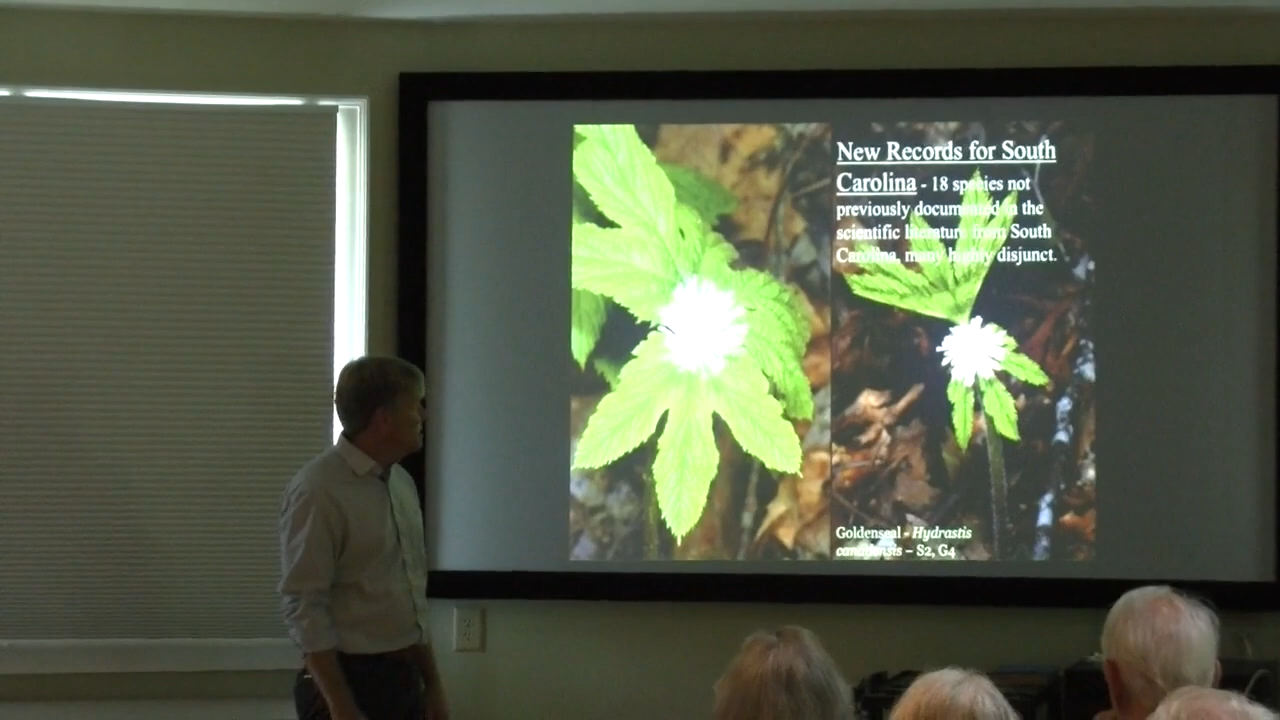 New Records for South
Carolina - 18 species not
previously documented in the
scientific literature from South
Carolina, many highly disjunct.
Goldenseal - Hydrastis
canadensis – S2, G4